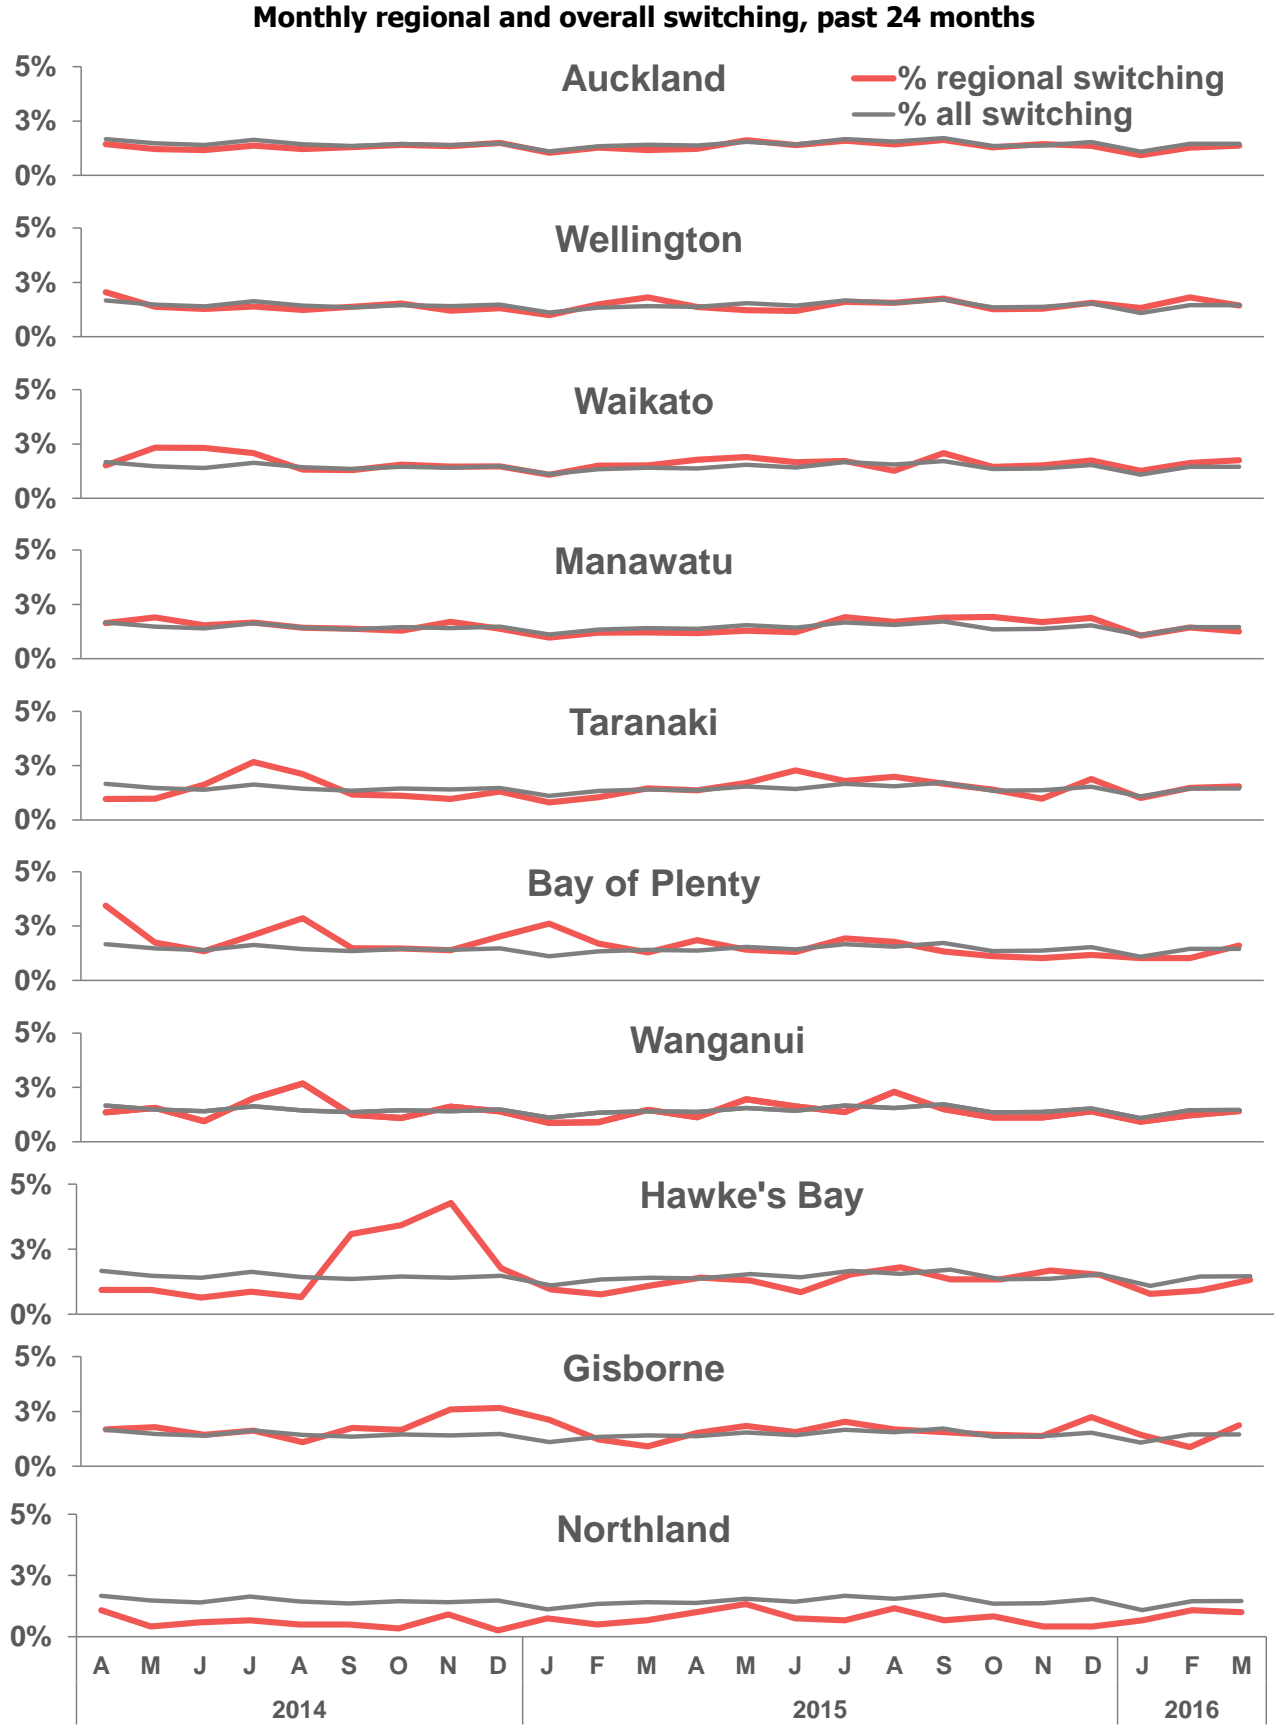 Monthly regional and overall switching, past 24 months
5%
Auckland
% regional switching
% all switching
3%
0%
5%
Wellington
3%
0%
5%
Waikato
3%
0%
5%
Manawatu
3%
0%
5%
Taranaki
3%
0%
5%
Bay of Plenty
3%
0%
5%
Wanganui
3%
0%
5%
Hawke's Bay
3%
0%
5%
Gisborne
3%
0%
5%
Northland
3%
0%
A M J J A S O N D J F M A M J J A S O N D J F M
2014 2015 2016